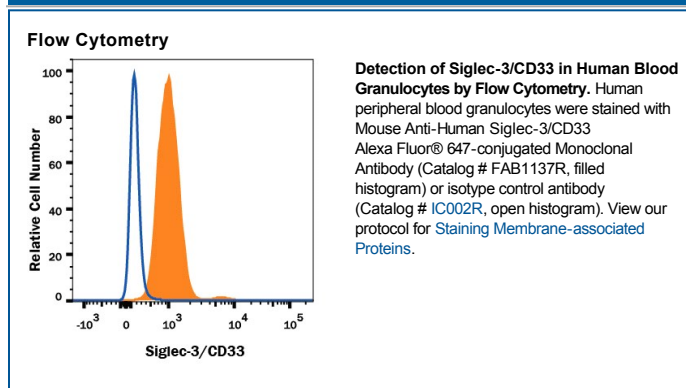 Flow Cytometry
100
80
60
40
20
0
Relative Cell Number
-10³ 0 10³ 10⁴ 10⁵
Siglec-3/CD33
Detection of Siglec-3/CD33 in Human Blood
Granulocytes by Flow Cytometry. Human
peripheral blood granulocytes were stained with
Mouse Anti-Human Siglec-3/CD33
Alexa Fluor® 647-conjugated Monoclonal
Antibody (Catalog # FAB1137R, filled
histogram) or isotype control antibody
(Catalog # IC002R, open histogram). View our
protocol for Staining Membrane-associated
Proteins.